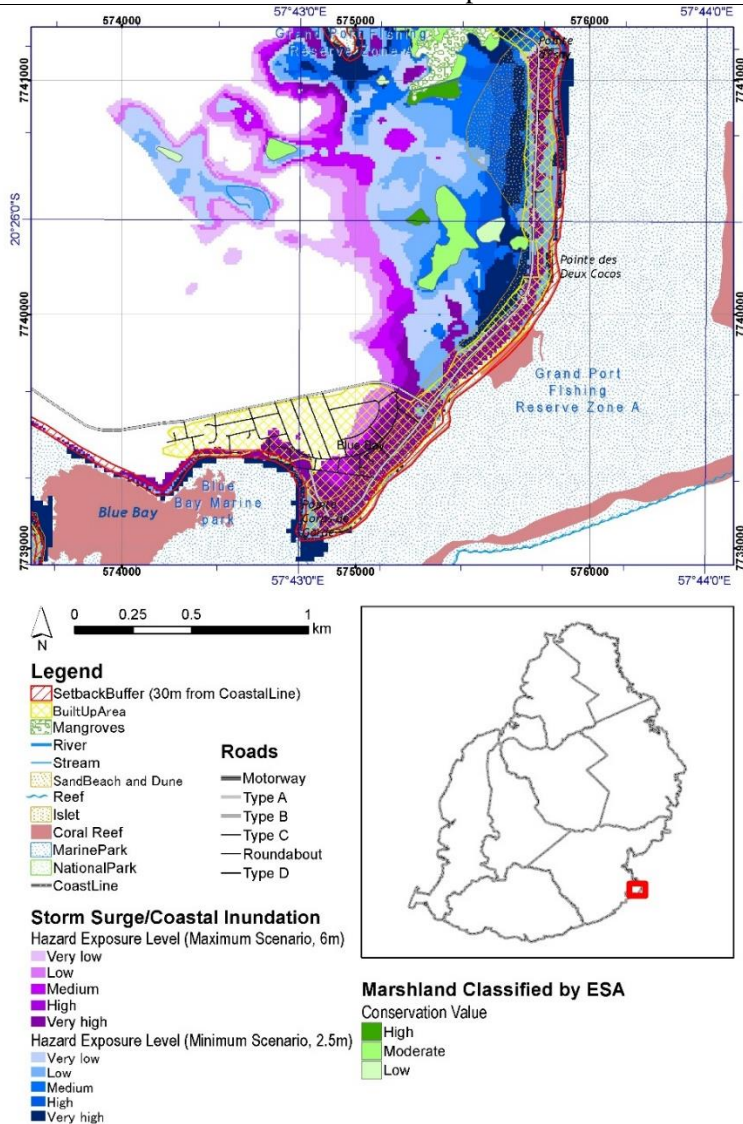 574000
57°43'0"E
575000
576000
57°44'0"E
Grand Port Fishing
Reserve Zone A
Pointe
7741000
7741000
20°26'0"S
Pointe des
Deux Cocos
7740000
7740000
Grand Port
Fishing
Reserve Zone A
Blue Bay
Blue Bay
Blue
Bay Marine
park
Pointe
7739000
7739000
574000
57°43'0"E
575000
576000
57°44'0"E
N
0 0.25 0.5 1
km
Legend
SetbackBuffer (30m from CoastalLine)
BuiltUpArea
Mangroves
River
Stream
SandBeach and Dune
Reef
Islet
Coral Reef
MarinePark
NationalPark
CoastLine
Roads
Motorway
Type A
Type B
Type C
Roundabout
Type D
Storm Surge/Coastal Inundation
Hazard Exposure Level (Maximum Scenario, 6m)
Very low
Low
Medium
High
Very high
Hazard Exposure Level (Minimum Scenario, 2.5m)
Very low
Low
Medium
High
Very high
Marshland Classified by ESA
Conservation Value
High
Moderate
Low